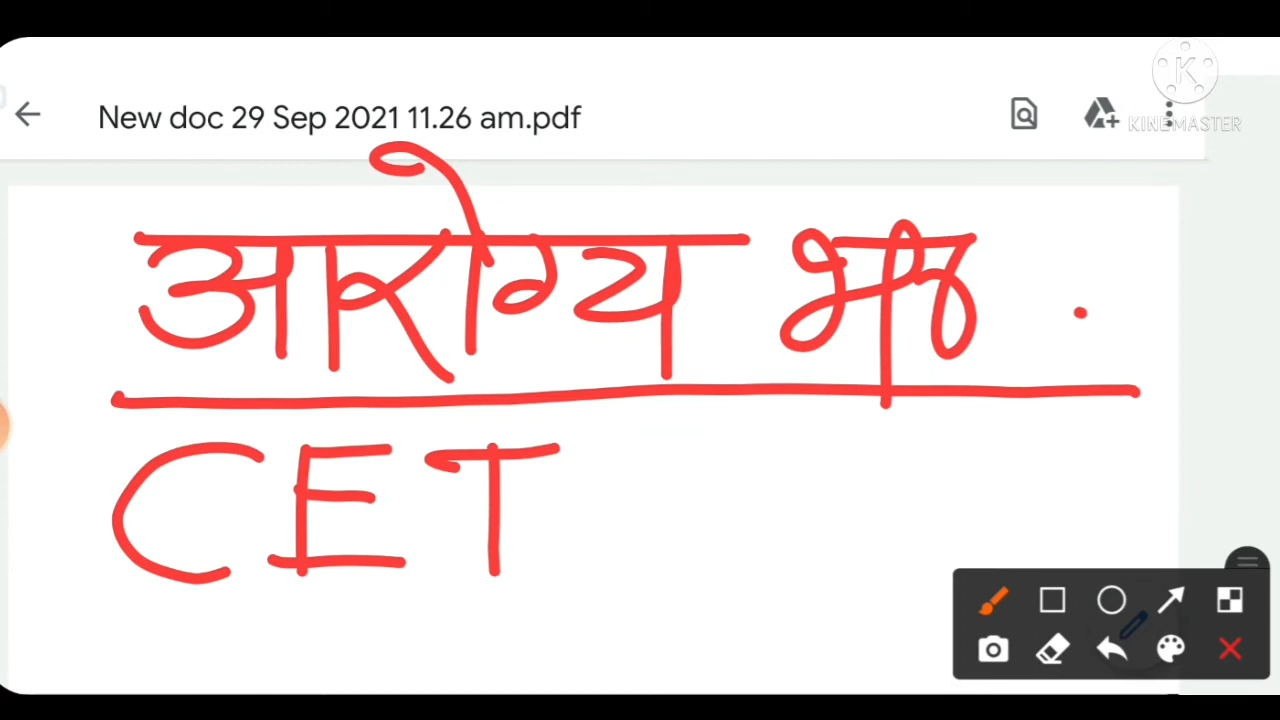 New doc 29 Sep 2021 11.26 am.pdf
KINEMASTER
आरोग्य
CET